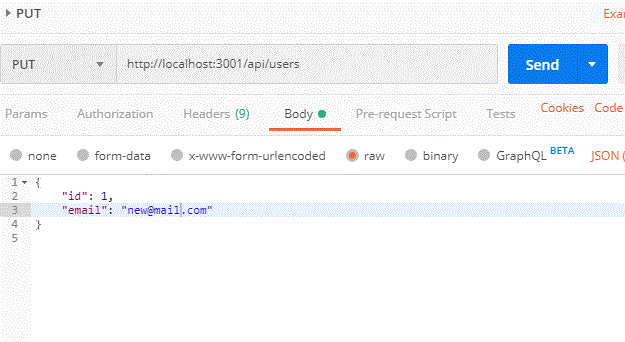 PUT
Exam
PUT http://localhost:3001/api/users Send
Params Authorization Headers (9) Body Pre-request Script Tests Cookies Code
none form-data x-www-form-urlencoded raw binary GraphQL BETA JSON (
1 {
2 "id": 1,
3 "email": "new@mail.com"
4 }
5